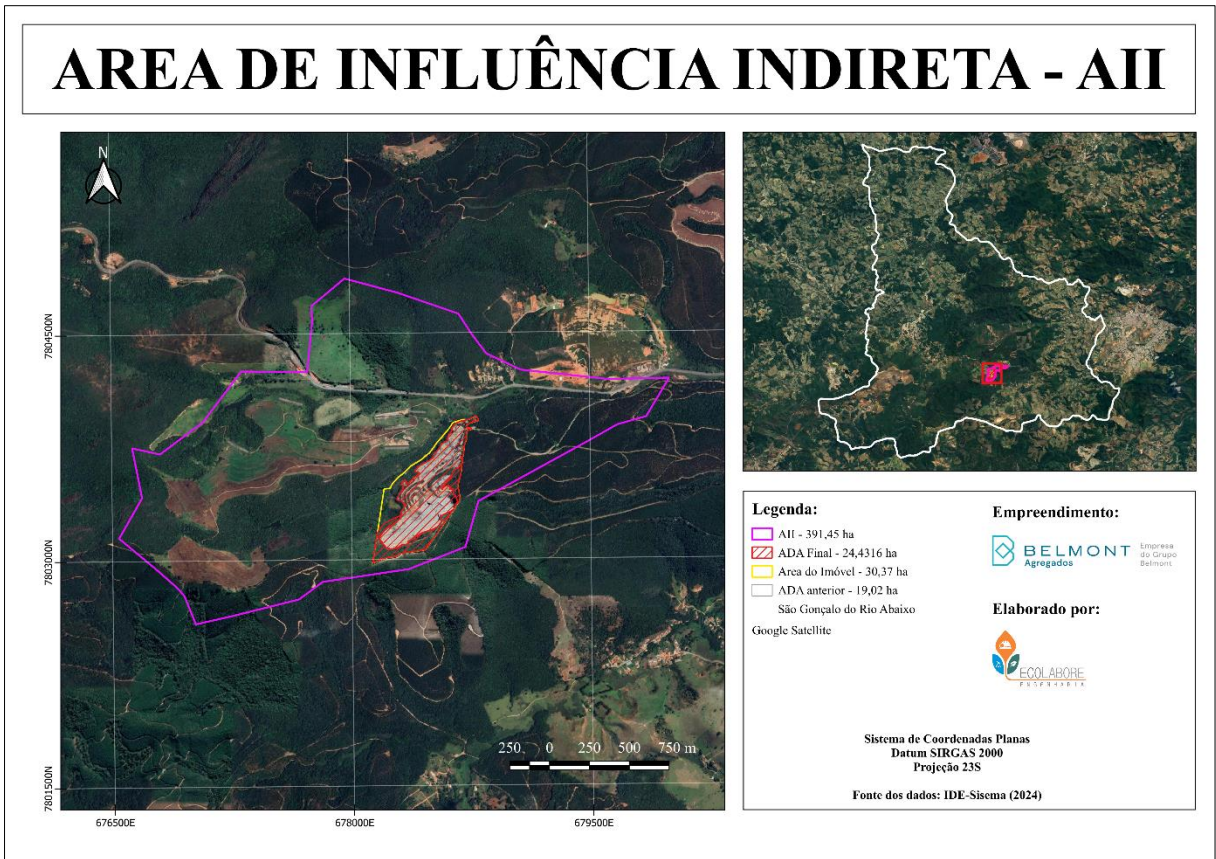 AREA DE INFLUÊNCIA INDIRETA - AII
N
7804500N
7803000N
7801500N
676500E
678000E
679500E
250 0 250 500 750 m
Legenda:
AII - 391,45 ha
ADA Final - 24,4316 ha
Area do Imóvel - 30,37 ha
ADA anterior - 19,02 ha
São Gonçalo do Rio Abaixo
Google Satellite
Empreendimento:
BELMONT
Agregados
Empresa
do Grupo
Belmont
Elaborado por:
ECOLABORE
ENGENHARIA
Sistema de Coordenadas Planas
Datum SIRGAS 2000
Projeção 23S
Fonte dos dados: IDE-Sisema (2024)